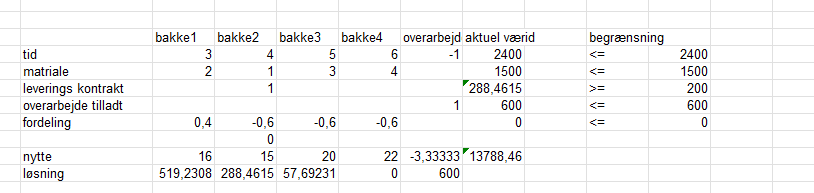 bakke1 bakke2 bakke3 bakke4 overarbejd aktuel værid begrænsning
tid 3 4 5 6 -1 2400 <= 2400
matriale 2 1 3 4 1500 <= 1500
leverings kontrakt 1 288,4615 >= 200
overarbejde tilladt 1 600 <= 600
fordeling 0,4 -0,6 -0,6 -0,6 0 <= 0
0
nytte 16 15 20 22 -3,33333 13788,46
løsning 519,2308 288,4615 57,69231 0 600